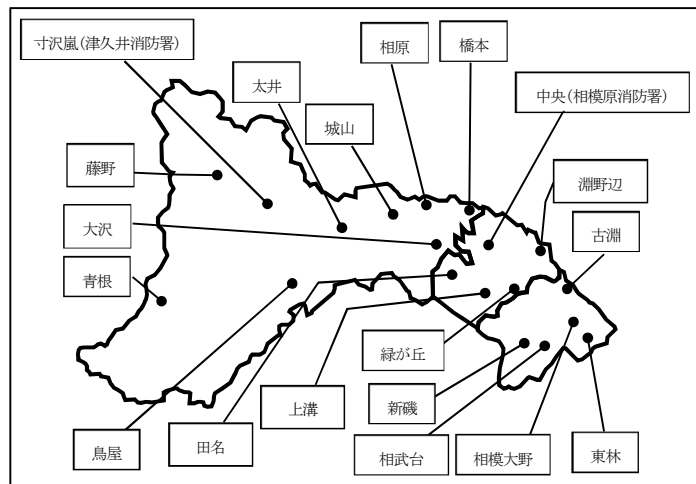 寸沢嵐(津久井消防署)
相原
橋本
太井
中央(相模原消防署)
城山
藤野
淵野辺
大沢
古淵
青根
緑が丘
上溝
新磯
鳥屋
田名
相武台
相模大野
東林